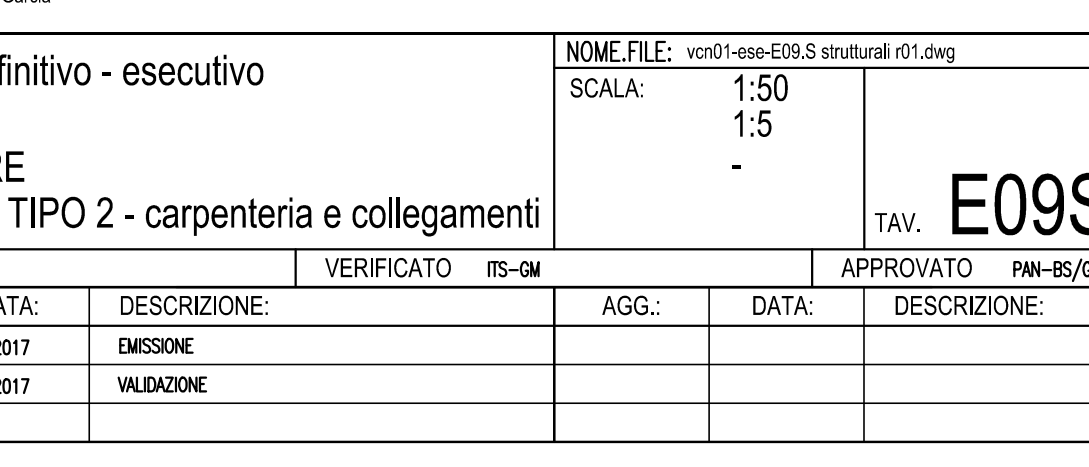 NOME.FILE: vcn01-ese-E09.S strutturali r01.dwg
finitivo - esecutivo
SCALA: 1:50
1:5
-
RE
TIPO 2 - carpenteria e collegamenti
TAV. E09S
VERIFICATO ITS-GM
APPROVATO PAN-BS/G
ATA: DESCRIZIONE: AGG.: DATA: DESCRIZIONE:
2017 EMISSIONE
2017 VALIDAZIONE